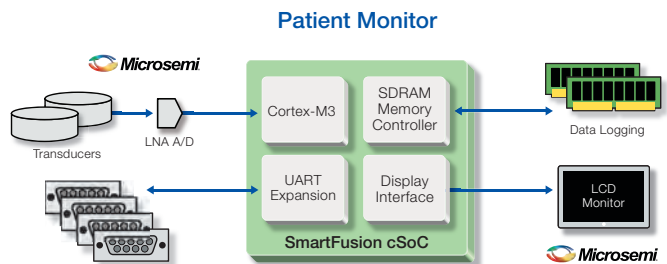 Patient Monitor
Microsemi
Transducers
LNA A/D
Cortex-M3
SDRAM
Memory
Controller
Data Logging
UART
Expansion
Display
Interface
LCD
Monitor
SmartFusion cSoC
Microsemi